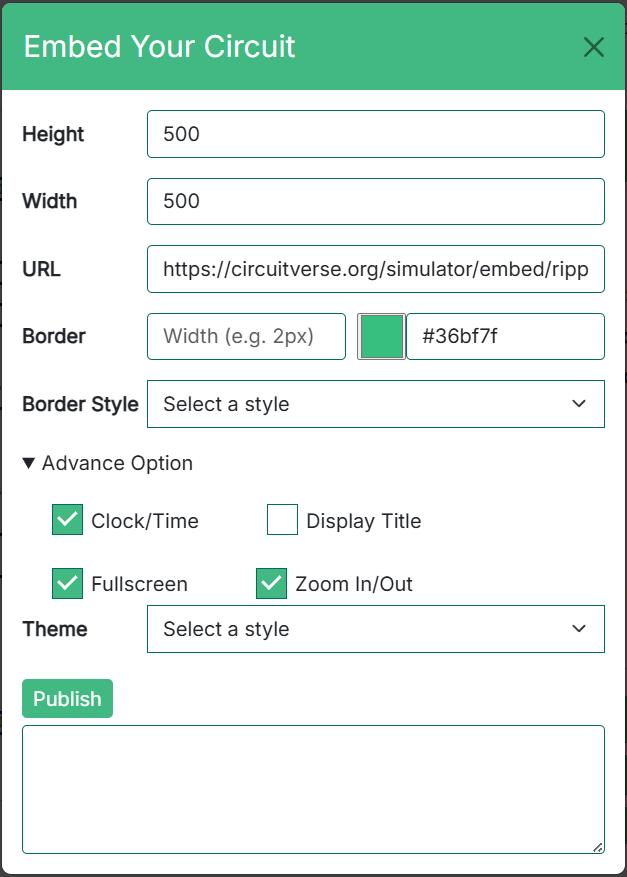 Embed Your Circuit
Height 500
Width 500
URL https://circuitverse.org/simulator/embed/ripp
Border Width (e.g. 2px) #36bf7f
Border Style Select a style
Advance Option
Clock/Time Display Title
Fullscreen Zoom In/Out
Theme Select a style
Publish